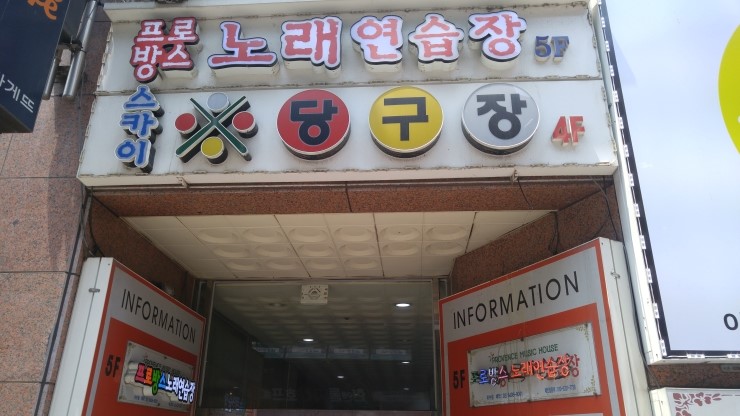 프로방스 노래연습장 5F
스카이 당구장 4F
INFORMATION
5F
프로방스노래연습장
INFORMATION
5F
PROVENCE MUSIC HOUSE
프로방스 노래연습장